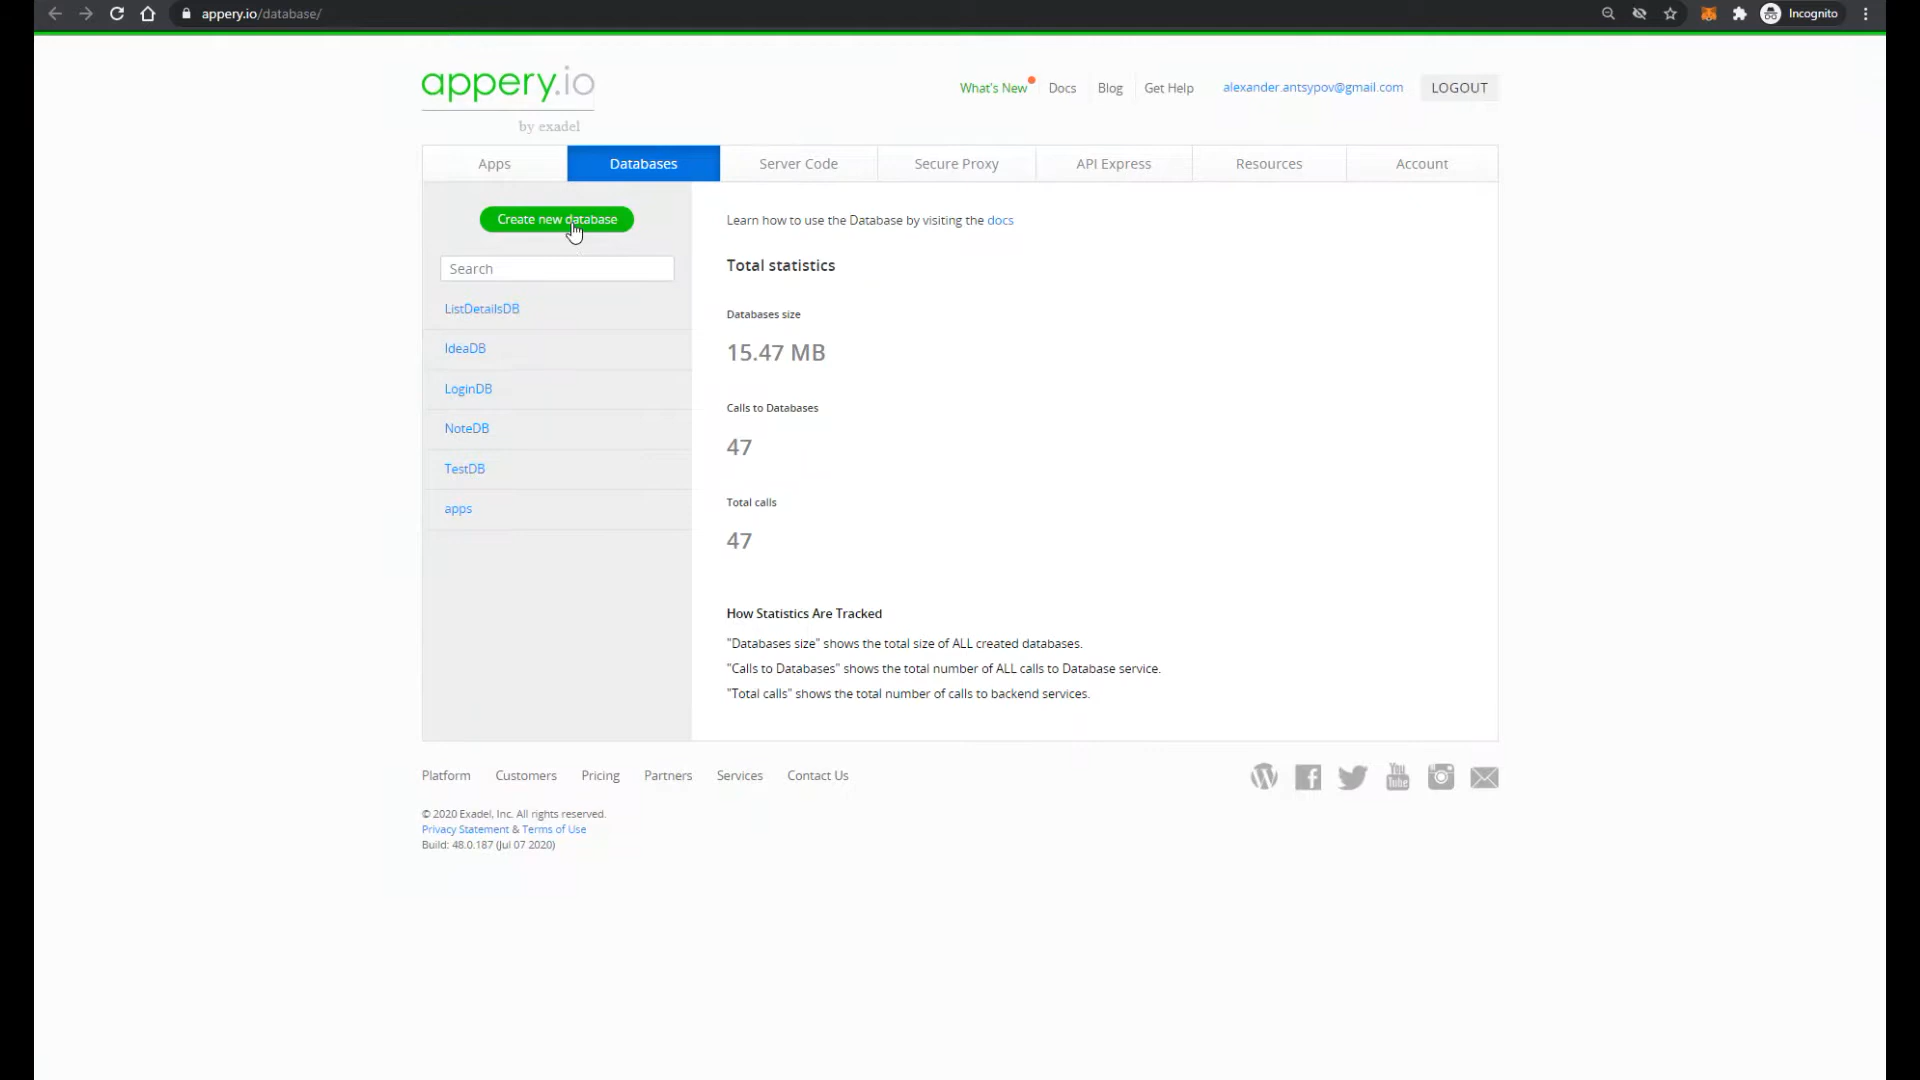 appery.io/database/
Incognito
appery.io
by exadel
What's New
Docs
Blog
Get Help
alexander.antsypov@gmail.com
LOGOUT
Apps
Databases
Server Code
Secure Proxy
API Express
Resources
Account
Create new database
Search
ListDetailsDB
IdeaDB
LoginDB
NoteDB
TestDB
apps
Learn how to use the Database by visiting the docs
Total statistics
Databases size
15.47 MB
Calls to Databases
47
Total calls
47
How Statistics Are Tracked
"Databases size" shows the total size of ALL created databases.
"Calls to Databases" shows the total number of ALL calls to Database service.
"Total calls" shows the total number of calls to backend services.
Platform
Customers
Pricing
Partners
Services
Contact Us
You
Tube
© 2020 Exadel, Inc. All rights reserved.
Privacy Statement & Terms of Use
Build: 48.0.187 (Jul 07 2020)